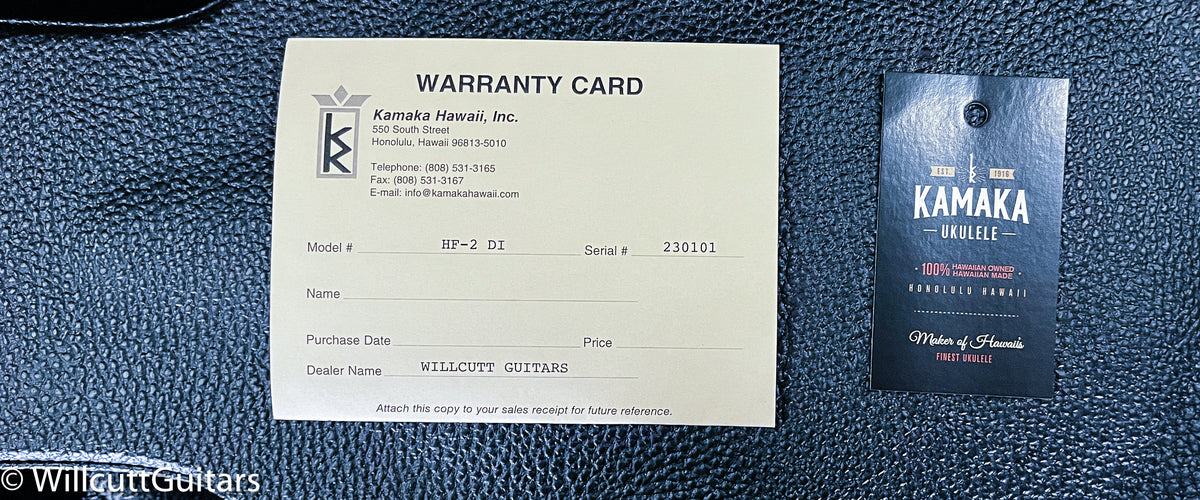 WARRANTY CARD
Kamaka Hawaii, Inc.
550 South Street
Honolulu, Hawaii 96813-5010
Telephone: (808) 531-3165
Fax: (808) 531-3167
E-mail: info@kamakahawaii.com
Model # HF-2 DI Serial # 230101
Name
Purchase Date Price
Dealer Name WILLCUTT GUITARS
Attach this copy to your sales receipt for future reference.
EST. 1916
KAMAKA
UKULELE
100% HAWAIIAN OWNED
HAWAIIAN MADE
HONOLULU HAWAII
Maker of Hawaiis
FINEST UKULELE
© WillcuttGuitars